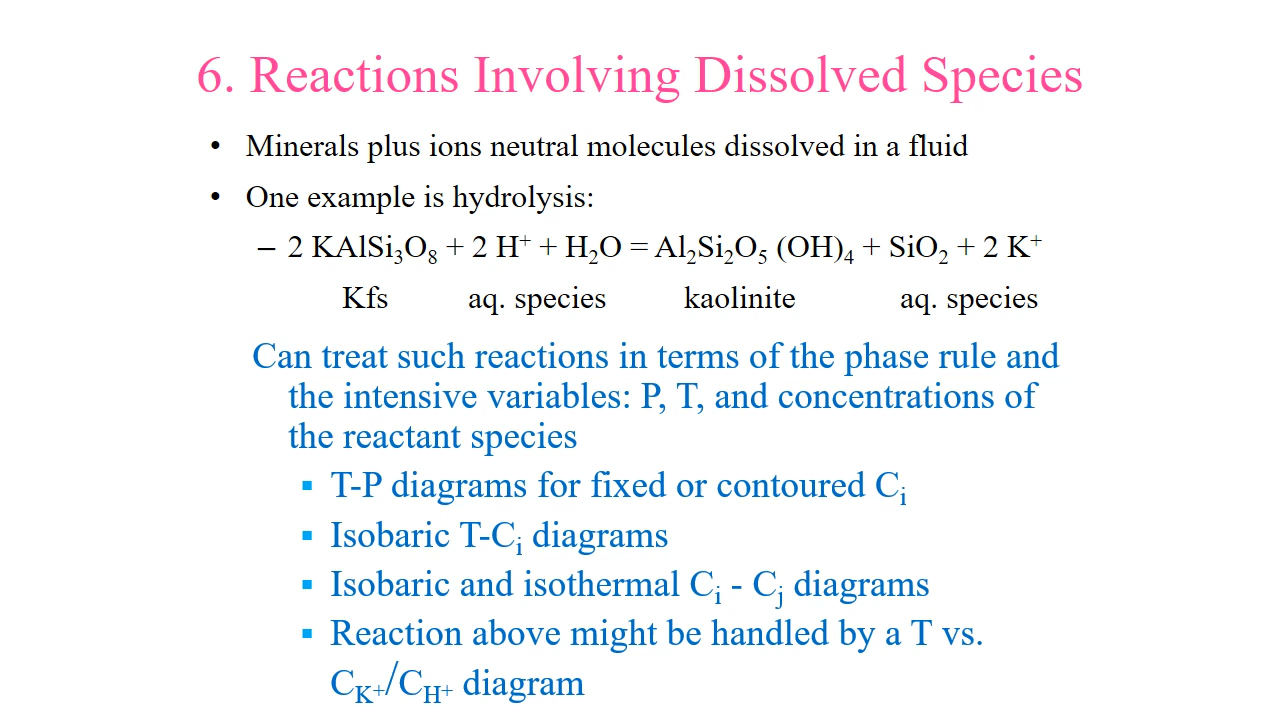 6. Reactions Involving Dissolved Species
• Minerals plus ions neutral molecules dissolved in a fluid
• One example is hydrolysis:
– 2 KAlSi₃O₈ + 2 H⁺ + H₂O = Al₂Si₂O₅ (OH)₄ + SiO₂ + 2 K⁺
Kfs aq. species kaolinite aq. species
Can treat such reactions in terms of the phase rule and
the intensive variables: P, T, and concentrations of
the reactant species
▪ T-P diagrams for fixed or contoured Cᵢ
▪ Isobaric T-Cᵢ diagrams
▪ Isobaric and isothermal Cᵢ - Cⱼ diagrams
▪ Reaction above might be handled by a T vs.
C_K⁺/C_H⁺ diagram